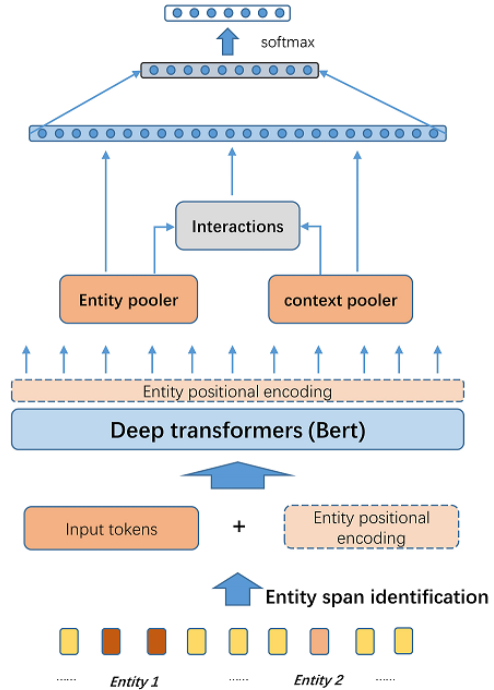 softmax
Interactions
Entity pooler
context pooler
Entity positional encoding
Deep transformers (Bert)
Input tokens
+
Entity positional
encoding
Entity span identification
...... Entity 1 ...... Entity 2 ......